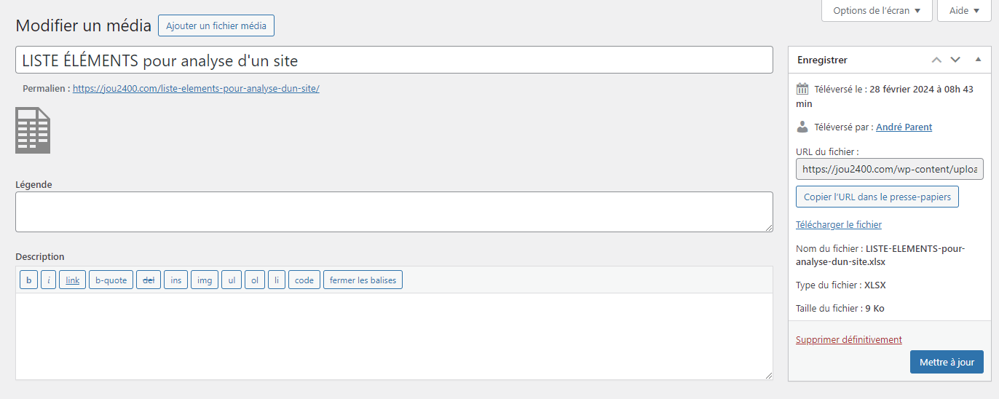 Options de l'écran
Aide
Modifier un média
Ajouter un fichier média
LISTE ÉLÉMENTS pour analyse d'un site
Permalien : https://jou2400.com/liste-elements-pour-analyse-dun-site/
Légende
Description
b
i
link
b-quote
del
ins
img
ul
ol
li
code
fermer les balises
Enregistrer
Téléversé le : 28 février 2024 à 08h 43
min
Téléversé par : André Parent
URL du fichier :
https://jou2400.com/wp-content/uploa
Copier l'URL dans le presse-papiers
Télécharger le fichier
Nom du fichier : LISTE-ELEMENTS-pour-
analyse-dun-site.xlsx
Type du fichier : XLSX
Taille du fichier : 9 Ko
Supprimer définitivement
Mettre à jour